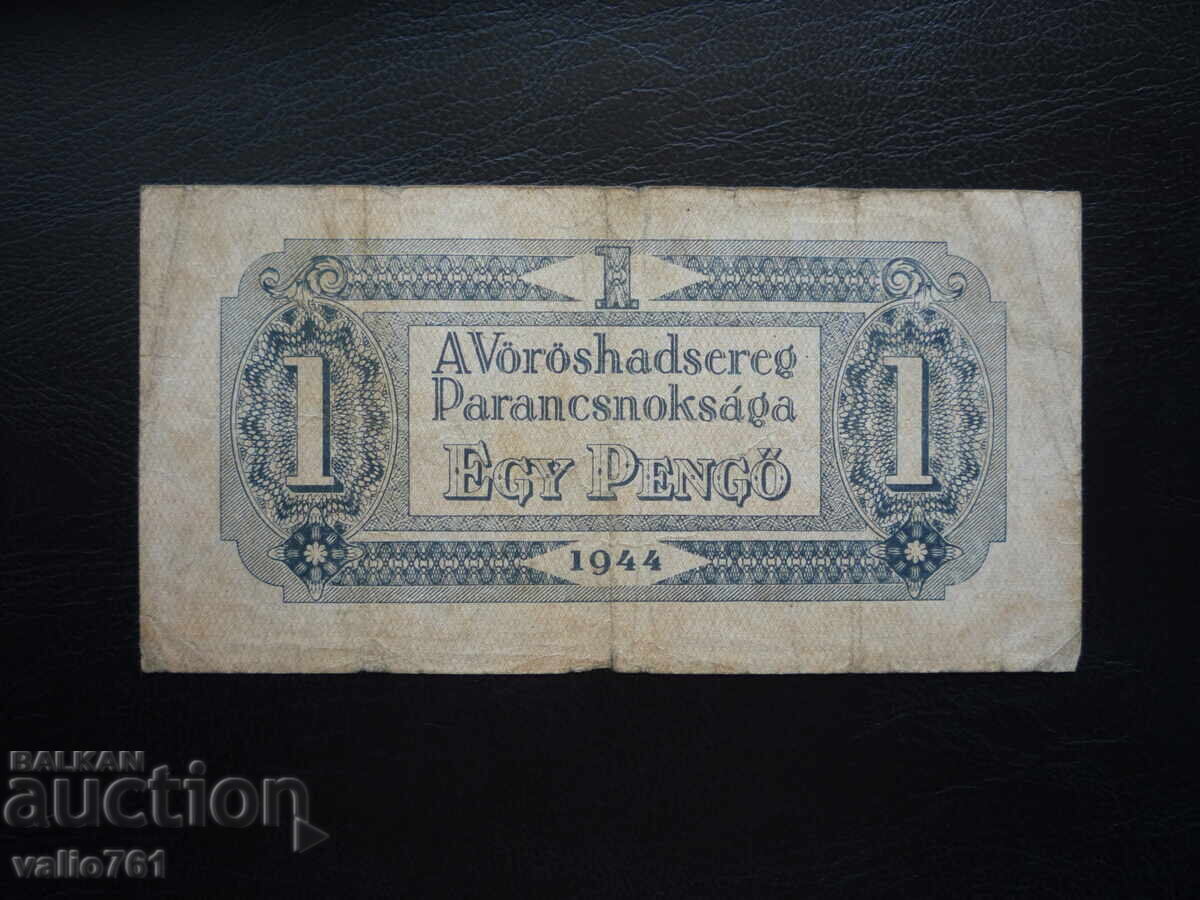 1
A Vöröshadsereg
Parancsnoksága
1 1
EGY PENGŐ
1944
BALKAN
auction
valio761